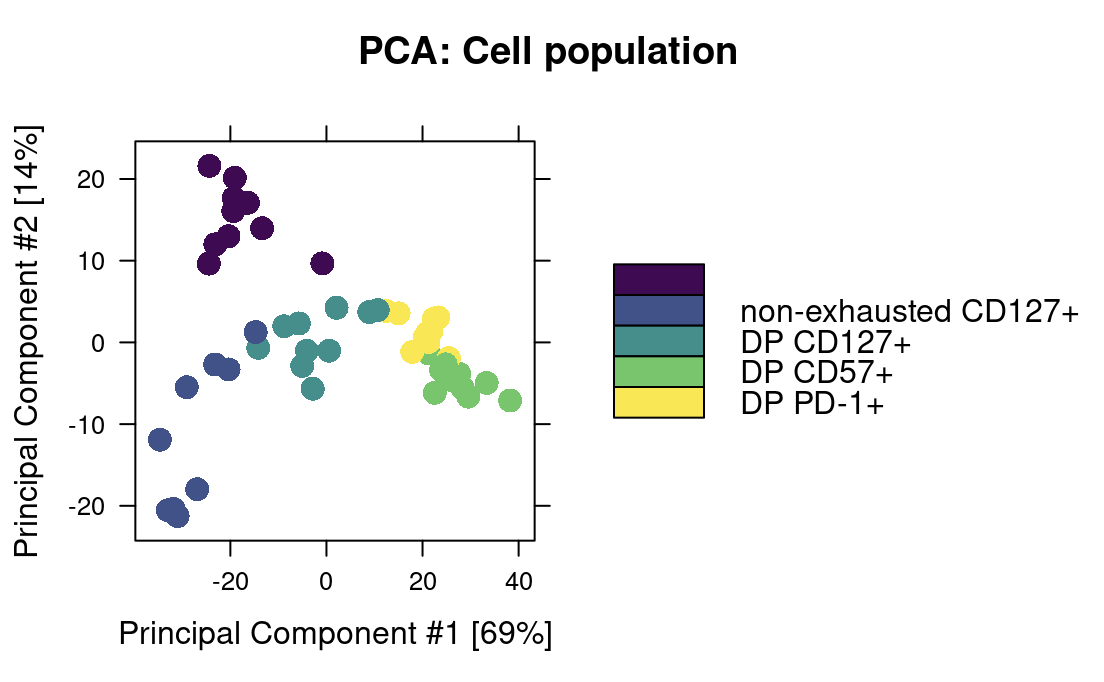 PCA: Cell population
Principal Component #2 [14%]
20
10
0
-10
-20
-20 0 20 40
Principal Component #1 [69%]
non-exhausted CD127+
DP CD127+
DP CD57+
DP PD-1+